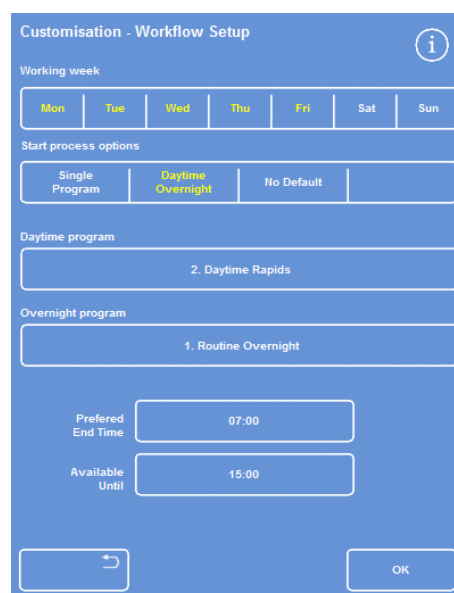 Customisation - Workflow Setup
i
Working week
Mon Tue Wed Thu Fri Sat Sun
Start process options
Single Daytime No Default
Program Overnight
Daytime program
2. Daytime Rapids
Overnight program
1. Routine Overnight
Prefered
End Time
07:00
Available
Until
15:00
OK